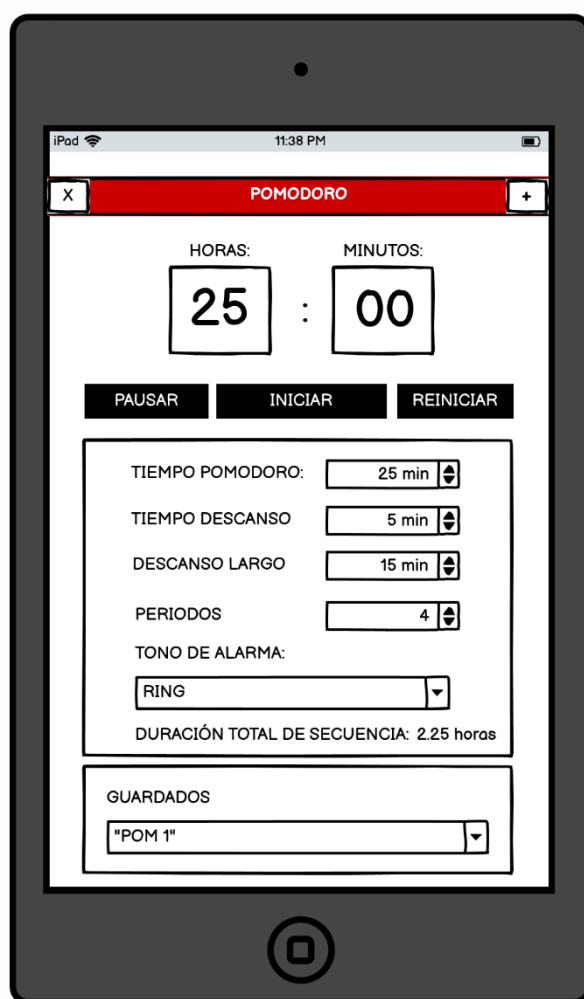 iPad 11:38 PM
X POMODORO +
HORAS: MINUTOS:
25 : 00
PAUSAR INICIAR REINICIAR
TIEMPO POMODORO: 25 min
TIEMPO DESCANSO 5 min
DESCANSO LARGO 15 min
PERIODOS 4
TONO DE ALARMA:
RING
DURACIÓN TOTAL DE SECUENCIA: 2.25 horas
GUARDADOS
"POM 1"